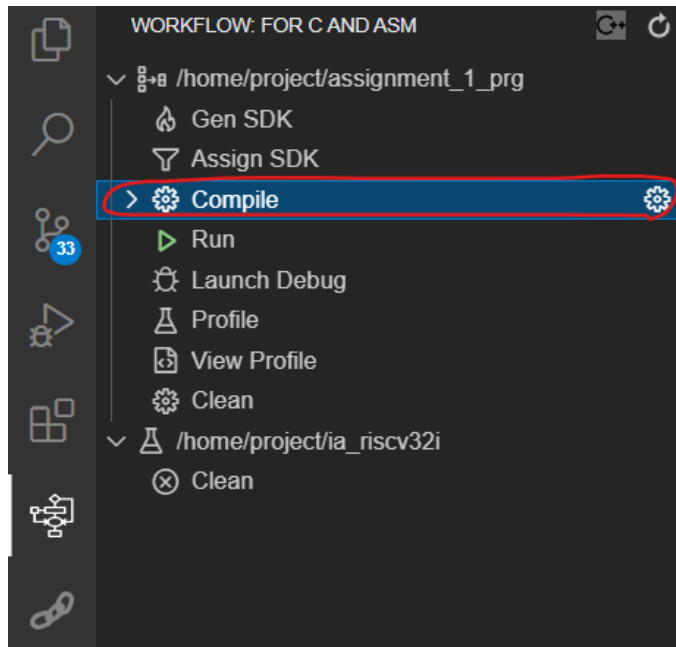 WORKFLOW: FOR C AND ASM
/home/project/assignment_1_prg
Gen SDK
Assign SDK
Compile
Run
33
Launch Debug
Profile
View Profile
Clean
/home/project/ia_riscv32i
Clean